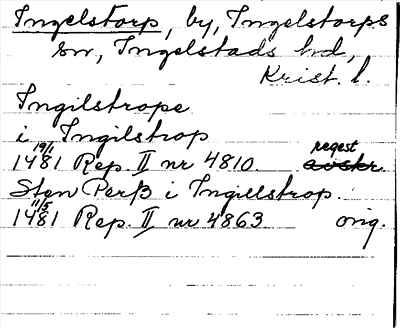 Ingelstorp, by, Ingelstorps
sn, Ingelstads hd,
Krist. l.
Ingilstrope
i Ingilstrop
19/1 1481 Rep. II nr 4810. regest avskr.
Sten Perß i Ingillstrop.
11/5 1481 Rep. II nr 4863 orig.